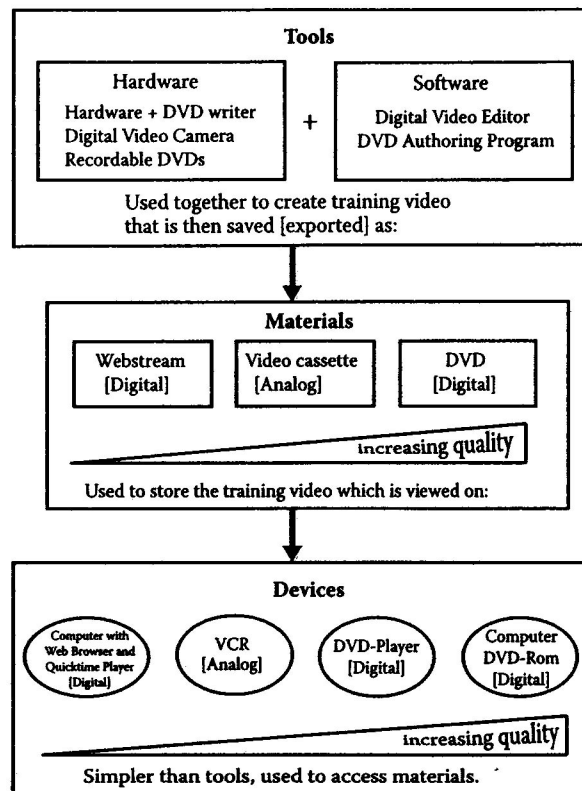 Tools
Hardware
Hardware + DVD writer
Digital Video Camera
Recordable DVDs
+
Software
Digital Video Editor
DVD Authoring Program
Used together to create training video
that is then saved [exported] as:
Materials
Webstream
[Digital]
Video cassette
[Analog]
DVD
[Digital]
increasing quality
Used to store the training video which is viewed on:
Devices
Computer with
Web Browser and
Quicktime Player
[Digital]
VCR
[Analog]
DVD-Player
[Digital]
Computer
DVD-Rom
[Digital]
increasing quality
Simpler than tools, used to access materials.